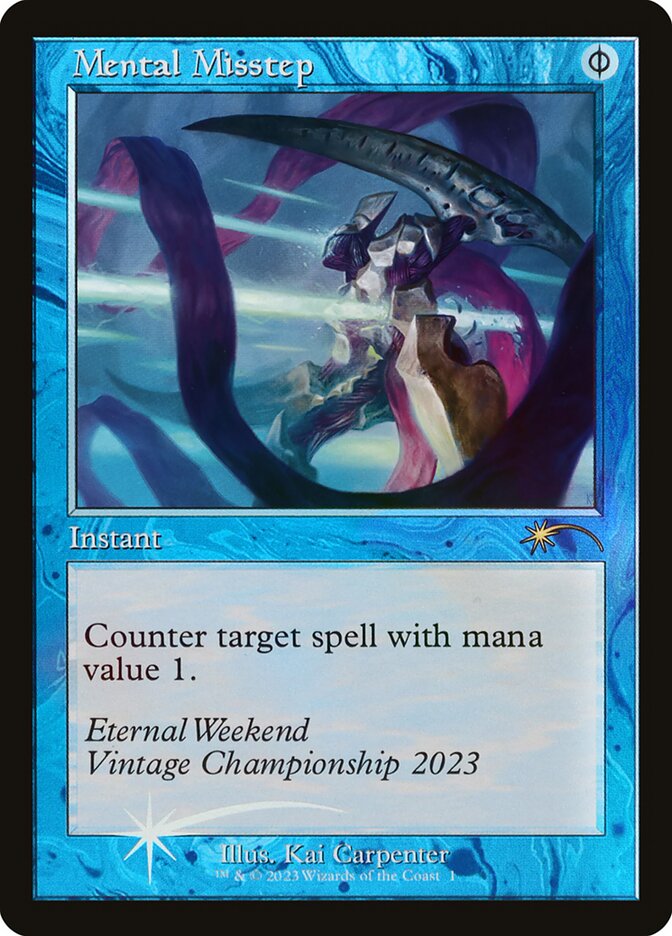 Mental Misstep
Instant
Counter target spell with mana
value 1.
Eternal Weekend
Vintage Championship 2023
Illus. Kai Carpenter
™ & © 2023 Wizards of the Coast 1